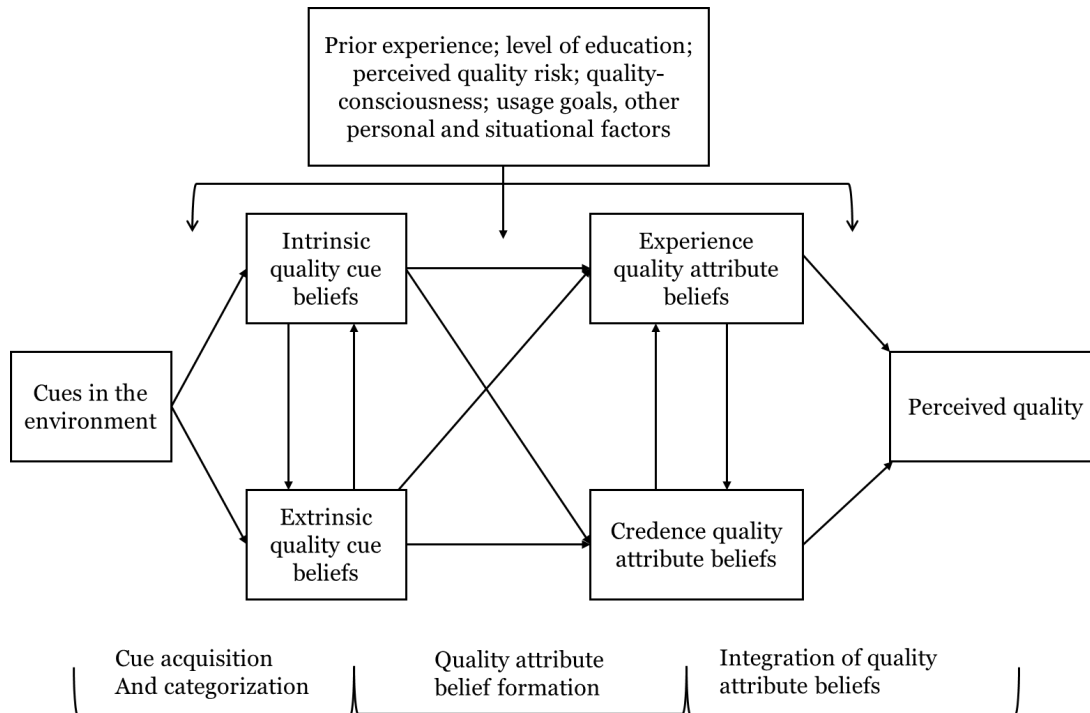 Prior experience; level of education;
perceived quality risk; quality-
consciousness; usage goals, other
personal and situational factors
Intrinsic
quality cue
beliefs
Experience
quality attribute
beliefs
Cues in the
environment
Perceived quality
Extrinsic
quality cue
beliefs
Credence quality
attribute beliefs
Cue acquisition
And categorization
Quality attribute
belief formation
Integration of quality
attribute beliefs